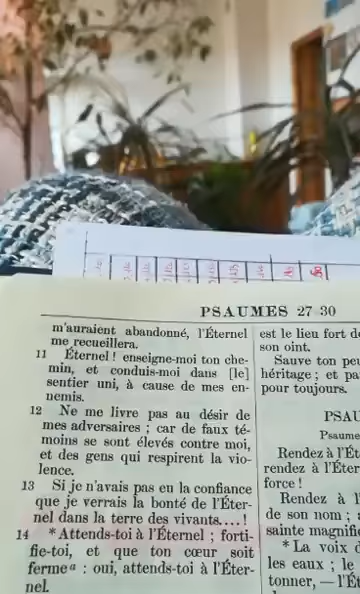 PSAUMES 27 30
m'auraient abandonné, l'Éternel
me recueillera.
11 Éternel ! enseigne-moi ton che-
min, et conduis-moi dans [le]
sentier uni, à cause de mes en-
nemis.
12 Ne me livre pas au désir de
mes adversaires ; car de faux té-
moins se sont élevés contre moi,
et des gens qui respirent la vio-
lence.
13 Si je n'avais pas eu la confiance
que je verrais la bonté de l'Éter-
nel dans la terre des vivants....!
14 *Attends-toi à l'Éternel ; forti-
fie-toi, et que ton cœur soit
ferme a : oui, attends-toi à l'Éter-
nel.
est le lieu fort d
son oint.
Sauve ton peu
héritage ; et pa
pour toujours.
PSAU
Psaume
Rendez à l'Ét
rendez à l'Éter
force !
Rendez à l'
de son nom ;
sainte magnific
*La voix d
les eaux ; le
tonner, — l'Ét